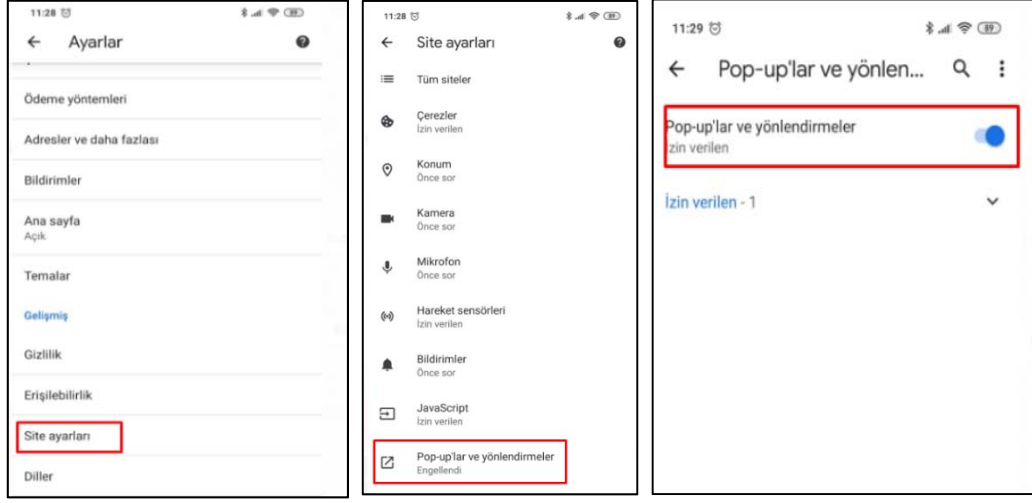 11:28
Ayarlar
Ödeme yöntemleri
Adresler ve daha fazlası
Bildirimler
Ana sayfa
Açık
Temalar
Gelişmiş
Gizlilik
Erişilebilirlik
Site ayarları
Diller
11:28
Site ayarları
Tüm siteler
Çerezler
İzin verilen
Konum
Önce sor
Kamera
Önce sor
Mikrofon
Önce sor
Hareket sensörleri
İzin verilen
Bildirimler
Önce sor
JavaScript
İzin verilen
Pop-up'lar ve yönlendirmeler
Engellendi
11:29
89
Pop-up'lar ve yönlen...
Pop-up'lar ve yönlendirmeler
İzin verilen
İzin verilen - 1